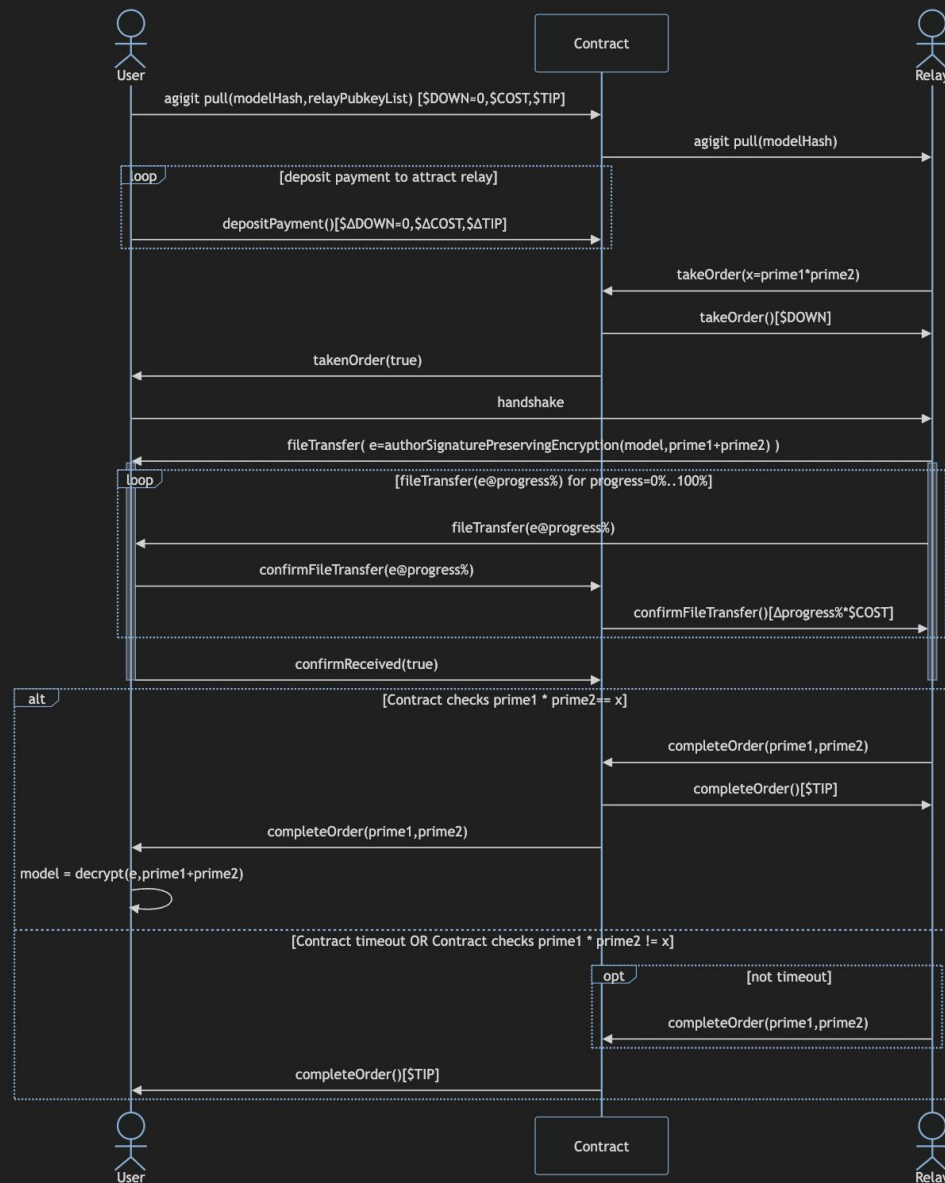 User
Contract
Relay
agigit pull(modelHash,relayPubkeyList) [$DOWN≈0,$COST,$TIP]
agigit pull(modelHash)
loop
[deposit payment to attract relay]
depositPayment()[$ΔDOWN≈0,$ΔCOST,$ΔTIP]
takeOrder(x=prime1*prime2)
takeOrder()[$DOWN]
takenOrder(true)
handshake
fileTransfer( e=authorSignaturePreservingEncryption(model,prime1+prime2) )
loop
[fileTransfer(e@progress%) for progress=0%..100%]
fileTransfer(e@progress%)
confirmFileTransfer(e@progress%)
confirmFileTransfer()[Δprogress%*$COST]
confirmReceived(true)
alt
[Contract checks prime1 * prime2== x]
completeOrder(prime1,prime2)
completeOrder()[$TIP]
completeOrder(prime1,prime2)
model = decrypt(e,prime1+prime2)
[Contract timeout OR Contract checks prime1 * prime2 != x]
opt
[not timeout]
completeOrder(prime1,prime2)
completeOrder()[$TIP]
User
Contract
Relay